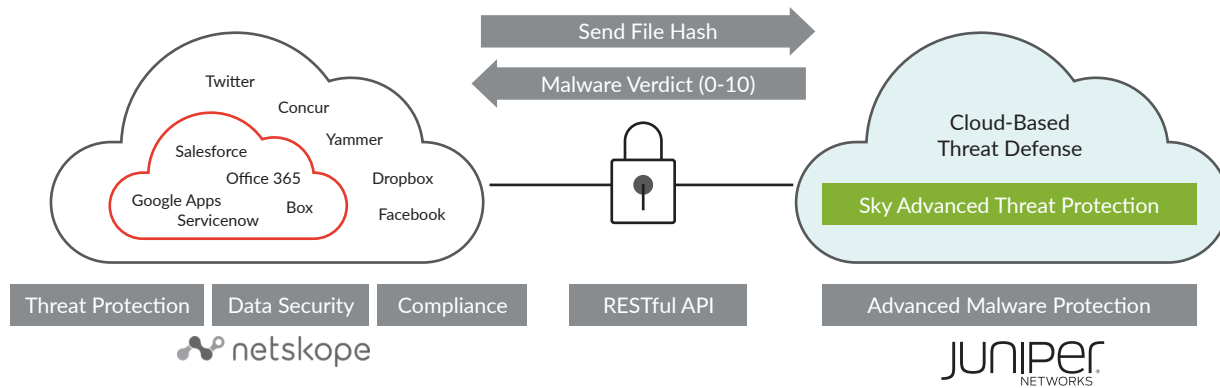 Send File Hash
Malware Verdict (0-10)
Twitter
Concur
Yammer
Salesforce
Office 365
Dropbox
Google Apps
Box
Servicenow
Facebook
Cloud-Based
Threat Defense
Sky Advanced Threat Protection
Threat Protection
Data Security
Compliance
RESTful API
Advanced Malware Protection
netskope
JUNIPER
NETWORKS